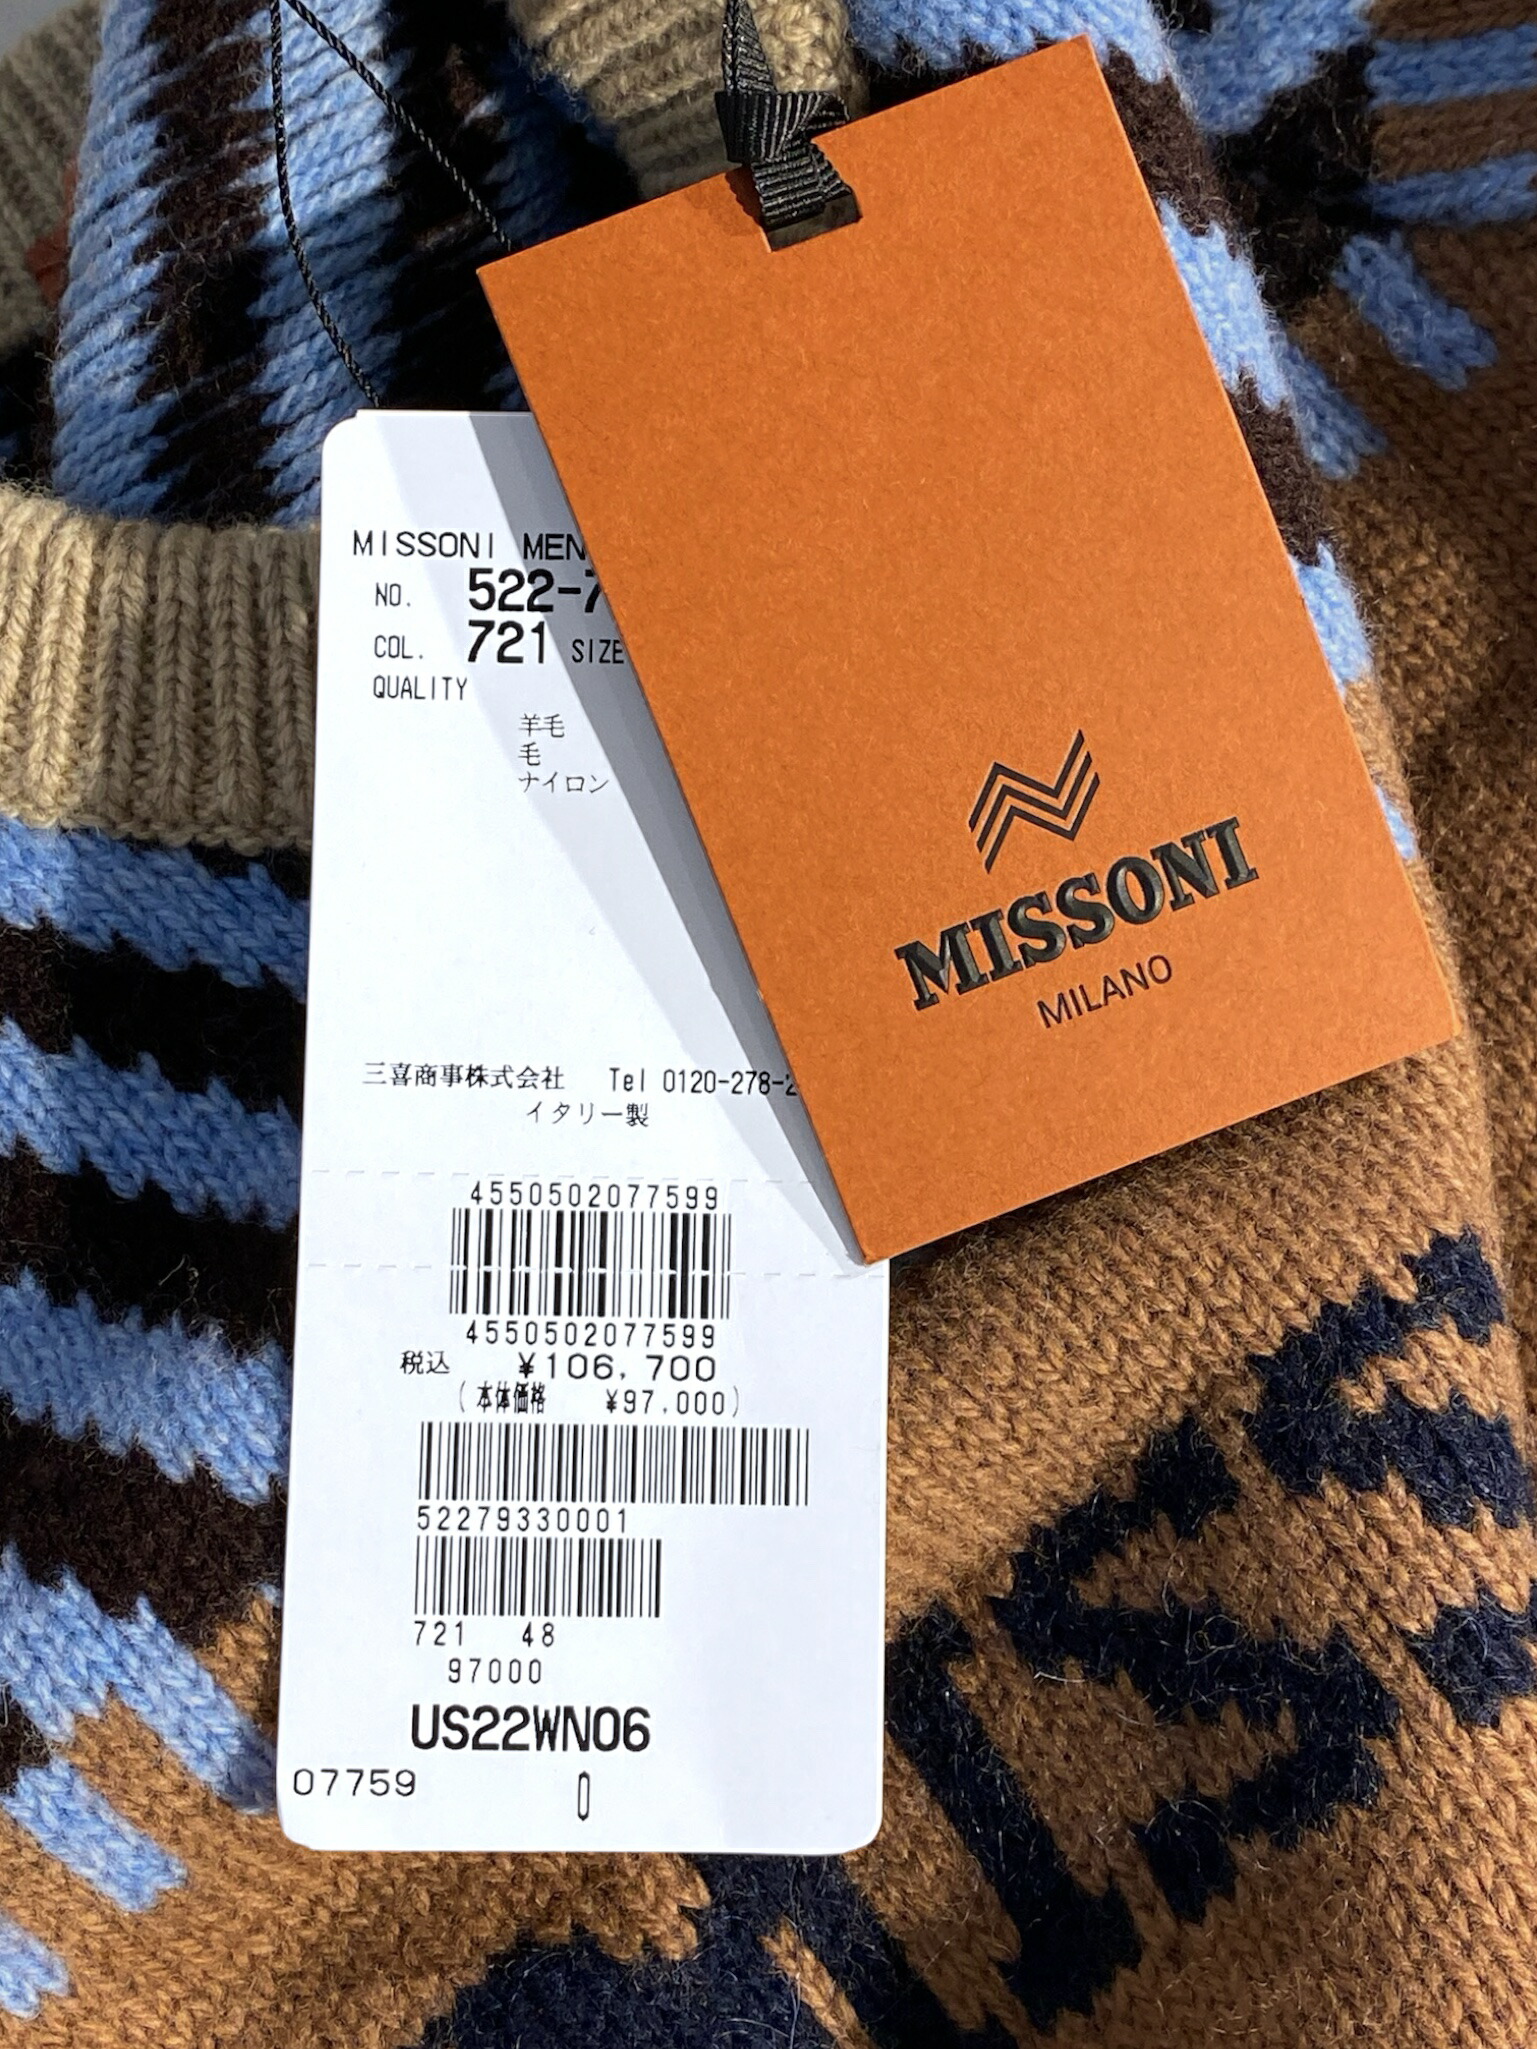 MISSONI MEN
NO. 522-7
COL. 721 SIZE
QUALITY
羊毛
毛
ナイロン
三喜商事株式会社 Tel 0120-278-2
イタリー製
4550502077599
4550502077599
税込 ¥106,700
(本体価格 ¥97,000)
52279330001
721 48
97000
US22WN06
07759 0
MISSONI
MILANO